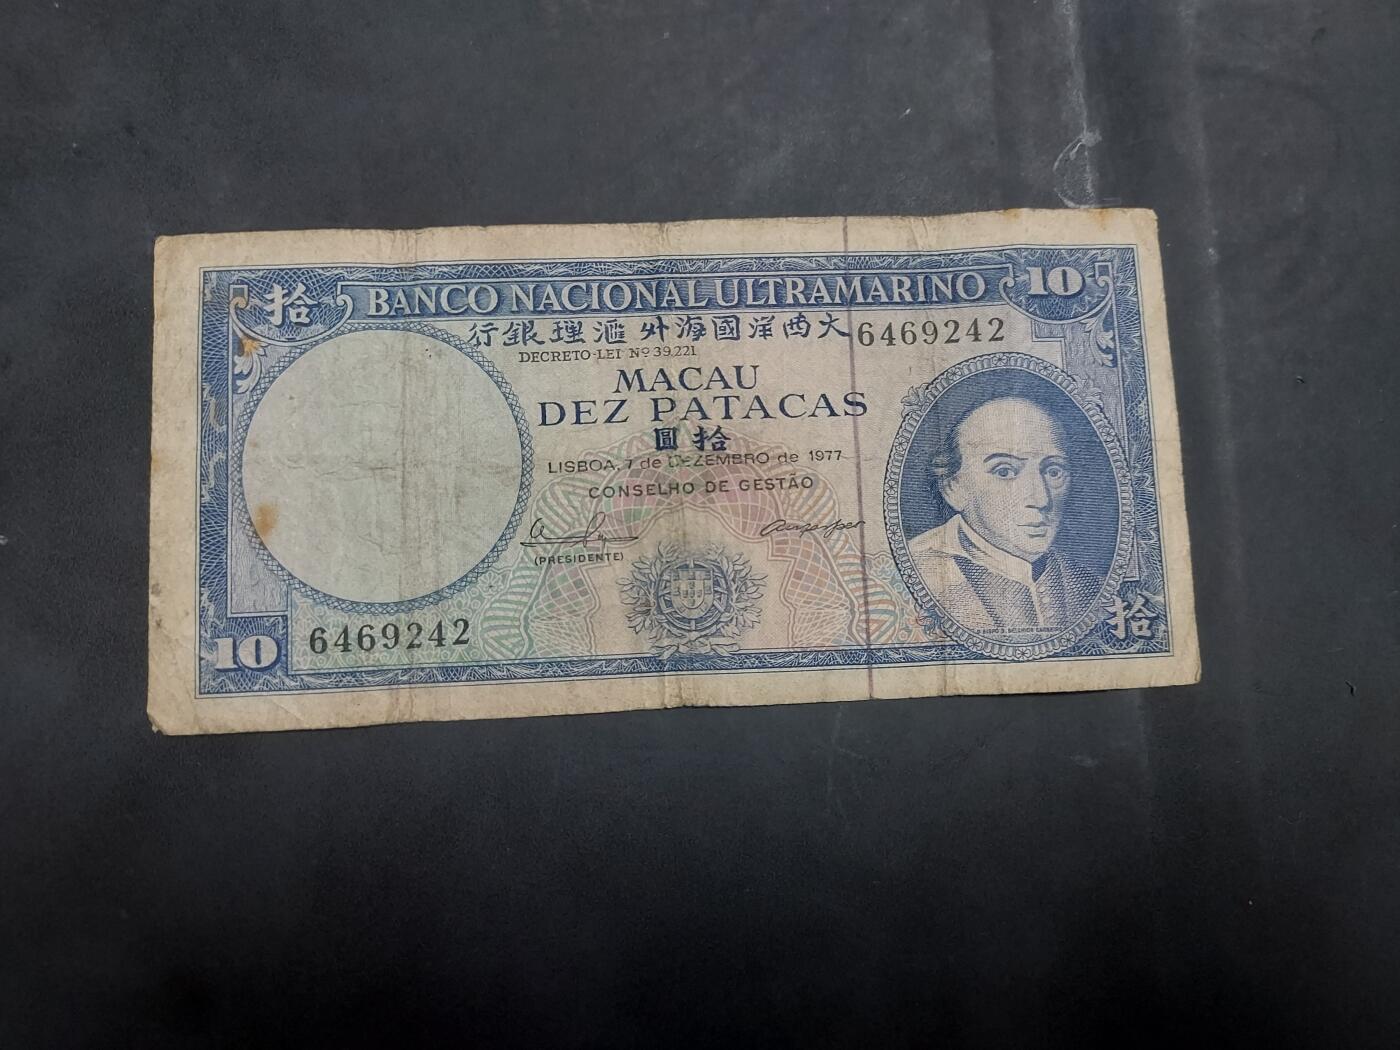 拾 BANCO NACIONAL ULTRAMARINO 10
行銀理滙外海國洋西大 6469242
DECRETO-LEI Nº 39.221
MACAU
DEZ PATACAS
圓拾
LISBOA, 7 de DEZEMBRO de 1977
CONSELHO DE GESTÃO
(PRESIDENTE)
10 6469242
拾